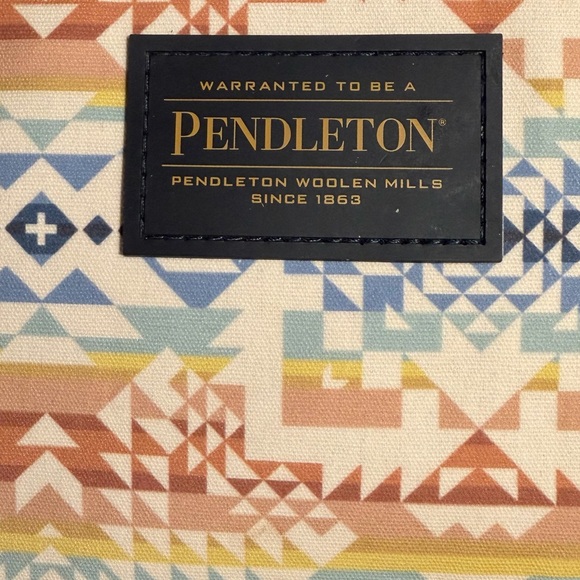 WARRANTED TO BE A
PENDLETON®
PENDLETON WOOLEN MILLS
SINCE 1863